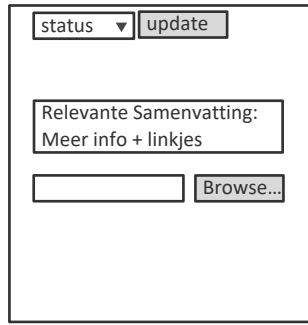 status update
Relevante Samenvatting:
Meer info + linkjes
Browse...